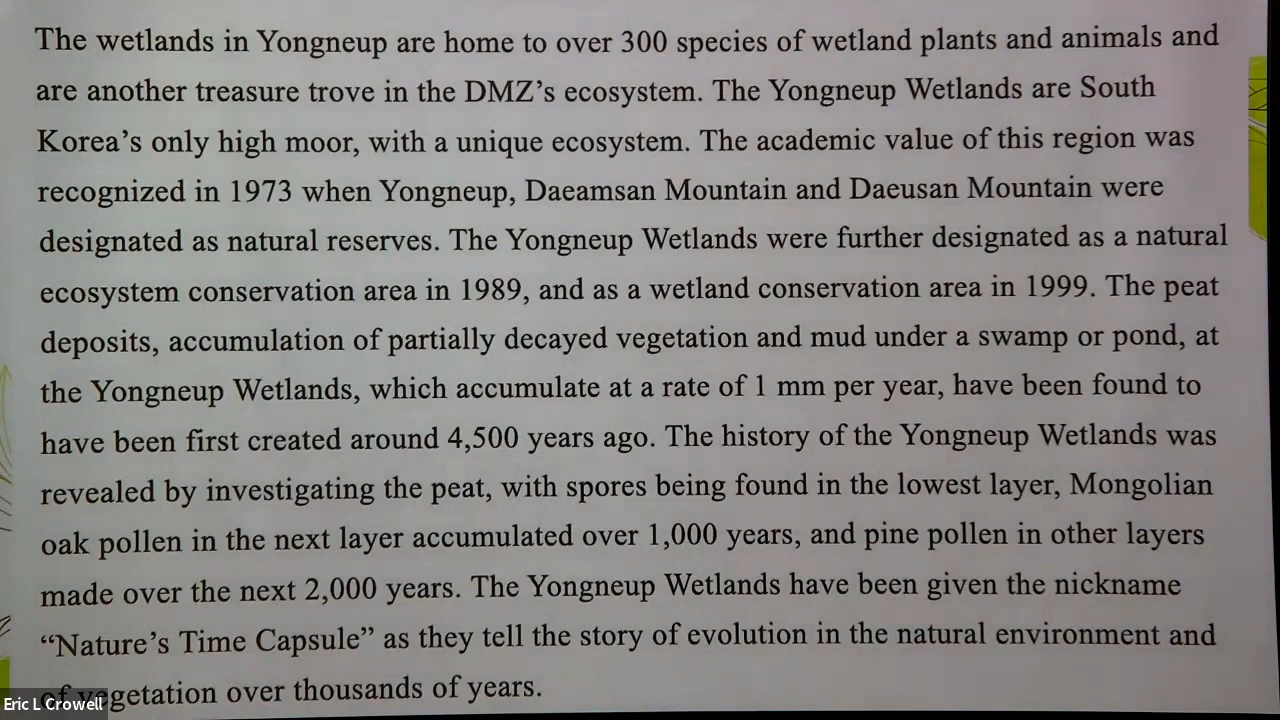 The wetlands in Yongneup are home to over 300 species of wetland plants and animals and
are another treasure trove in the DMZ's ecosystem. The Yongneup Wetlands are South
Korea's only high moor, with a unique ecosystem. The academic value of this region was
recognized in 1973 when Yongneup, Daeamsan Mountain and Daeusan Mountain were
designated as natural reserves. The Yongneup Wetlands were further designated as a natural
ecosystem conservation area in 1989, and as a wetland conservation area in 1999. The peat
deposits, accumulation of partially decayed vegetation and mud under a swamp or pond, at
the Yongneup Wetlands, which accumulate at a rate of 1 mm per year, have been found to
have been first created around 4,500 years ago. The history of the Yongneup Wetlands was
revealed by investigating the peat, with spores being found in the lowest layer, Mongolian
oak pollen in the next layer accumulated over 1,000 years, and pine pollen in other layers
made over the next 2,000 years. The Yongneup Wetlands have been given the nickname
“Nature's Time Capsule” as they tell the story of evolution in the natural environment and
of vegetation over thousands of years.
Eric L Crowell